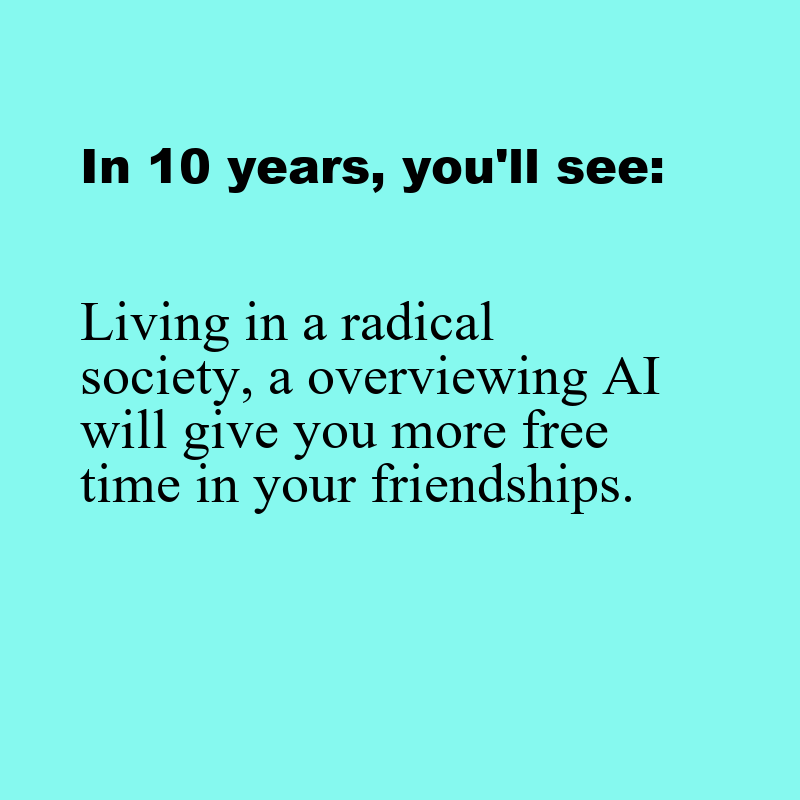 In 10 years, you'll see:
Living in a radical
society, a overviewing AI
will give you more free
time in your friendships.